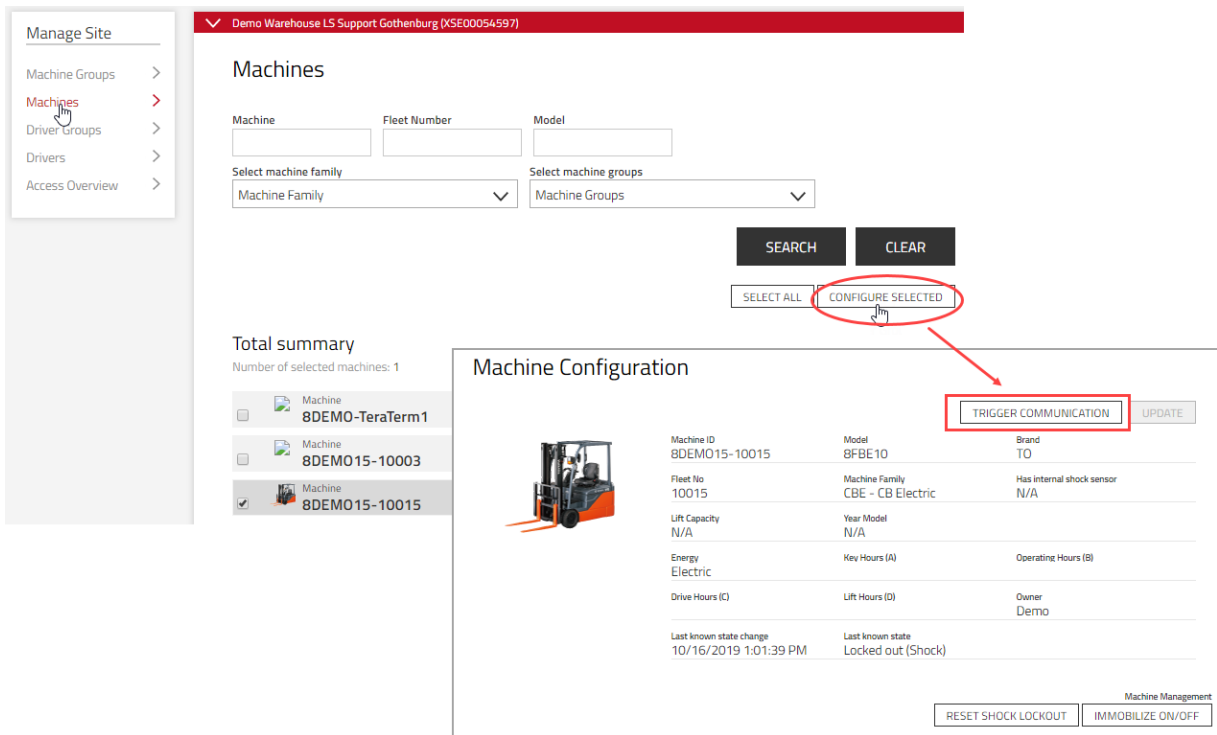 Manage Site
Machine Groups
Machines
Driver Groups
Drivers
Access Overview
Demo Warehouse LS Support Gothenburg (XSE00054597)
Machines
Machine Fleet Number Model
Select machine family Select machine groups
Machine Family Machine Groups
SEARCH CLEAR
SELECT ALL CONFIGURE SELECTED
Total summary
Number of selected machines: 1
Machine
8DEMO-TeraTerm1
Machine
8DEMO15-10003
Machine
8DEMO15-10015
Machine Configuration
TRIGGER COMMUNICATION UPDATE
Machine ID Model Brand
8DEMO15-10015 8FBE10 TO
Fleet No Machine Family Has internal shock sensor
10015 CBE - CB Electric N/A
Lift Capacity Year Model
N/A N/A
Energy Key Hours (A) Operating Hours (B)
Electric
Drive Hours (C) Lift Hours (D) Owner
Demo
Last known state change Last known state
10/16/2019 1:01:39 PM Locked out (Shock)
Machine Management
RESET SHOCK LOCKOUT IMMOBILIZE ON/OFF